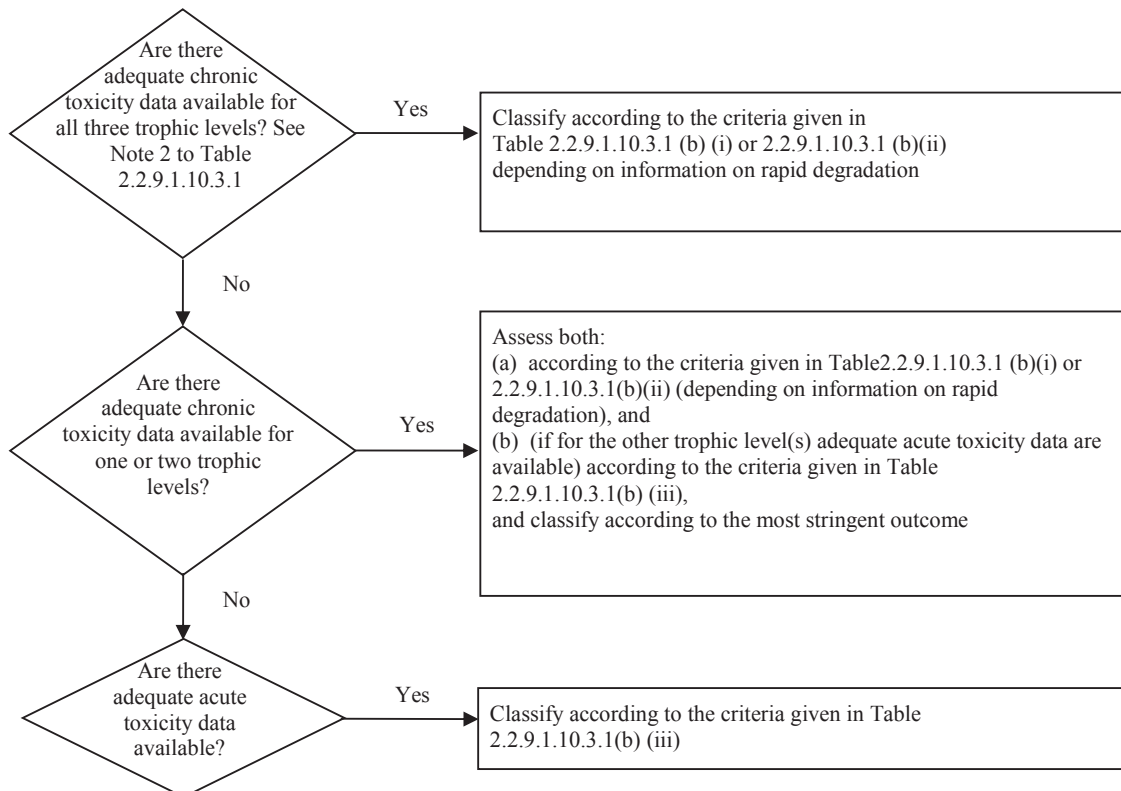 Are there
adequate chronic
toxicity data available for
all three trophic levels? See
Note 2 to Table
2.2.9.1.10.3.1
Yes
Classify according to the criteria given in
Table 2.2.9.1.10.3.1 (b) (i) or 2.2.9.1.10.3.1 (b)(ii)
depending on information on rapid degradation
No
Are there
adequate chronic
toxicity data available for
one or two trophic
levels?
Yes
Assess both:
(a) according to the criteria given in Table2.2.9.1.10.3.1 (b)(i) or
2.2.9.1.10.3.1(b)(ii) (depending on information on rapid
degradation), and
(b) (if for the other trophic level(s) adequate acute toxicity data are
available) according to the criteria given in Table
2.2.9.1.10.3.1(b) (iii),
and classify according to the most stringent outcome
No
Are there
adequate acute
toxicity data
available?
Yes
Classify according to the criteria given in Table
2.2.9.1.10.3.1(b) (iii)